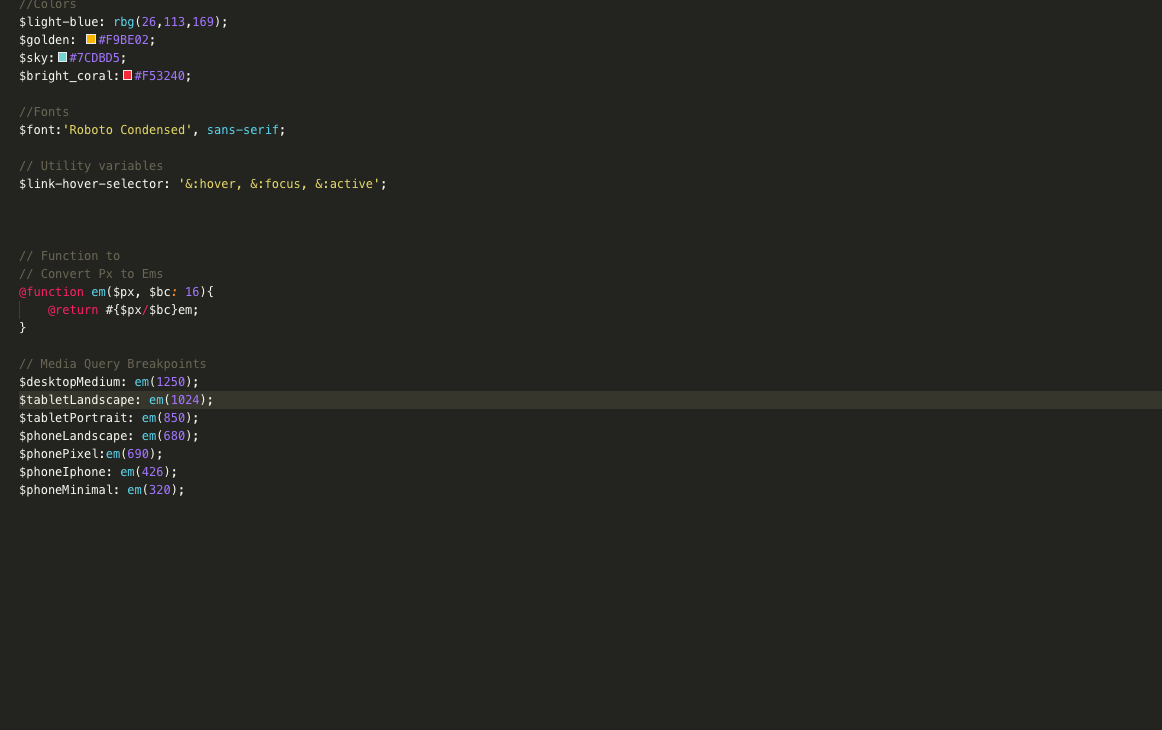 //Colors
$light-blue: rbg(26,113,169);
$golden: #F9BE02;
$sky: #7CDBD5;
$bright_coral: #F53240;
//Fonts
$font:'Roboto Condensed', sans-serif;
// Utility variables
$link-hover-selector: '&:hover, &:focus, &:active';
// Function to
// Convert Px to Ems
@function em($px, $bc: 16){
@return #{$px/$bc}em;
}
// Media Query Breakpoints
$desktopMedium: em(1250);
$tabletLandscape: em(1024);
$tabletPortrait: em(850);
$phoneLandscape: em(680);
$phonePixel:em(690);
$phoneIphone: em(426);
$phoneMinimal: em(320);